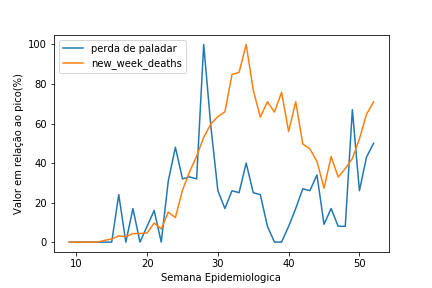 perda de paladar
new_week_deaths
Valor em relação ao pico(%)
100
80
60
40
20
0
10
20
30
40
50
Semana Epidemiologica